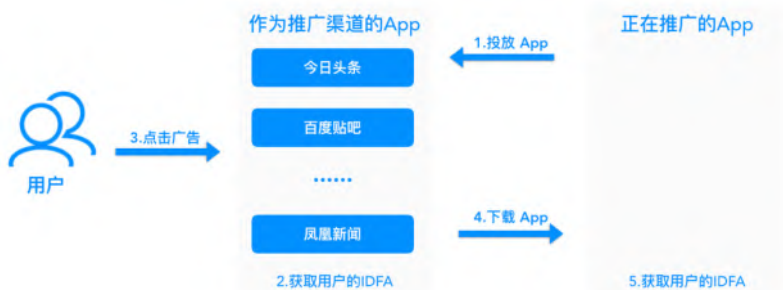 作为推广渠道的App
正在推广的App
1.投放 App
今日头条
百度贴吧
3.点击广告
用户
......
凤凰新闻
4.下载 App
2.获取用户的IDFA
5.获取用户的IDFA